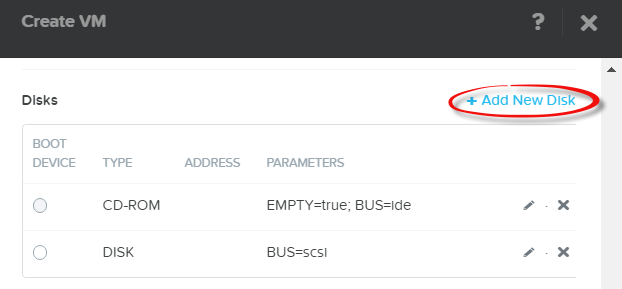 Create VM ?
Disks + Add New Disk
BOOT
DEVICE TYPE ADDRESS PARAMETERS
CD-ROM EMPTY=true; BUS=ide
DISK BUS=scsi